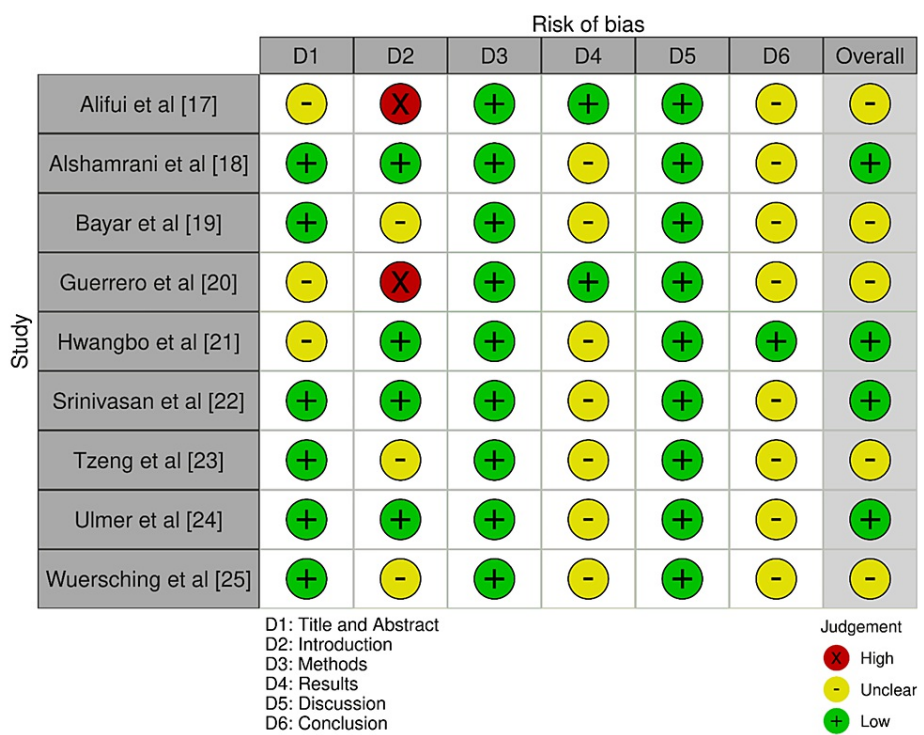 Risk of bias
D1 D2 D3 D4 D5 D6 Overall
Study
Alifui et al [17] - X + + + - -
Alshamrani et al [18] + + + - + - +
Bayar et al [19] + - + - + - -
Guerrero et al [20] - X + + + - -
Hwangbo et al [21] - + + - + + +
Srinivasan et al [22] + + + - + - +
Tzeng et al [23] + - + - + - -
Ulmer et al [24] + + + - + - +
Wuersching et al [25] + - + - + - -
D1: Title and Abstract
D2: Introduction
D3: Methods
D4: Results
D5: Discussion
D6: Conclusion
Judgement
X High
- Unclear
+ Low